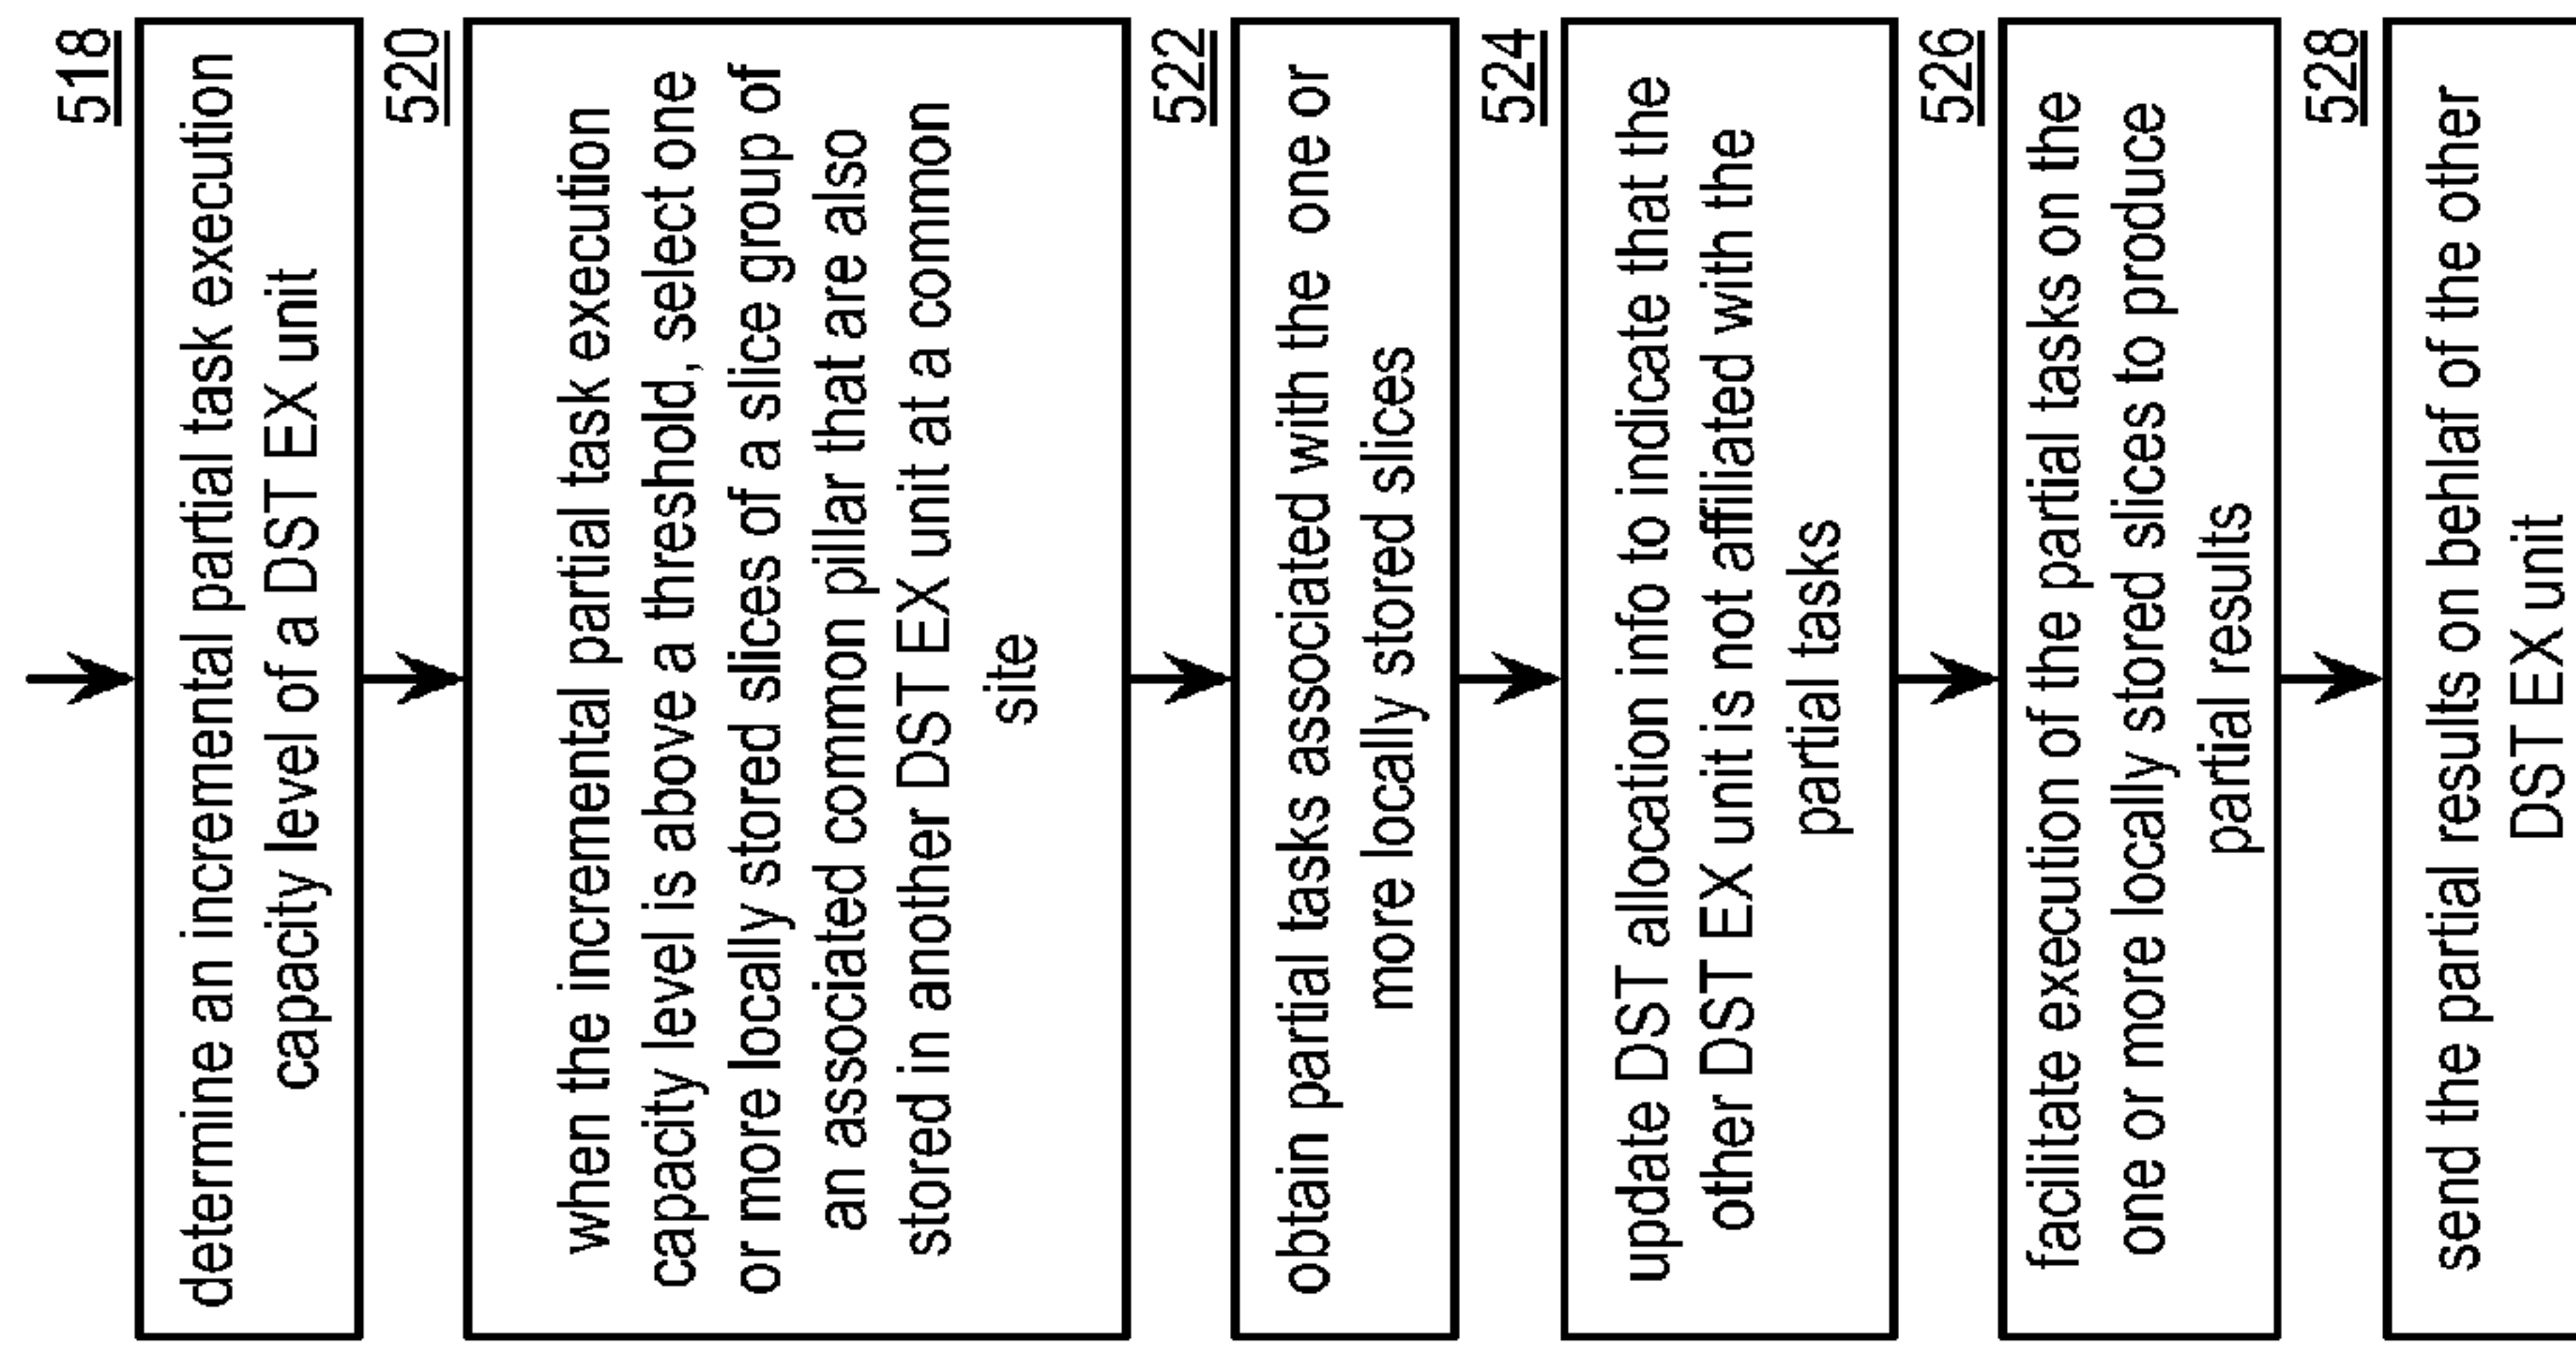 518
determine an incremental partial task execution
capacity level of a DST EX unit
520
when the incremental partial task execution
capacity level is above a threshold, select one
or more locally stored slices of a slice group of
an associated common pillar that are also
stored in another DST EX unit at a common
site
522
obtain partial tasks associated with the one or
more locally stored slices
524
update DST allocation info to indicate that the
other DST EX unit is not affiliated with the
partial tasks
526
facilitate execution of the partial tasks on the
one or more locally stored slices to produce
partial results
528
send the partial results on behlaf of the other
DST EX unit